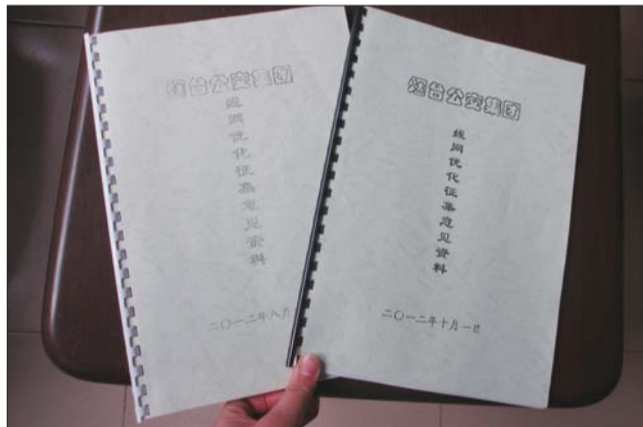 烟台公交集团
线网优化征集意见资料
二〇一二年八月
烟台公交集团
线网优化征集意见资料
二〇一二年十月一日